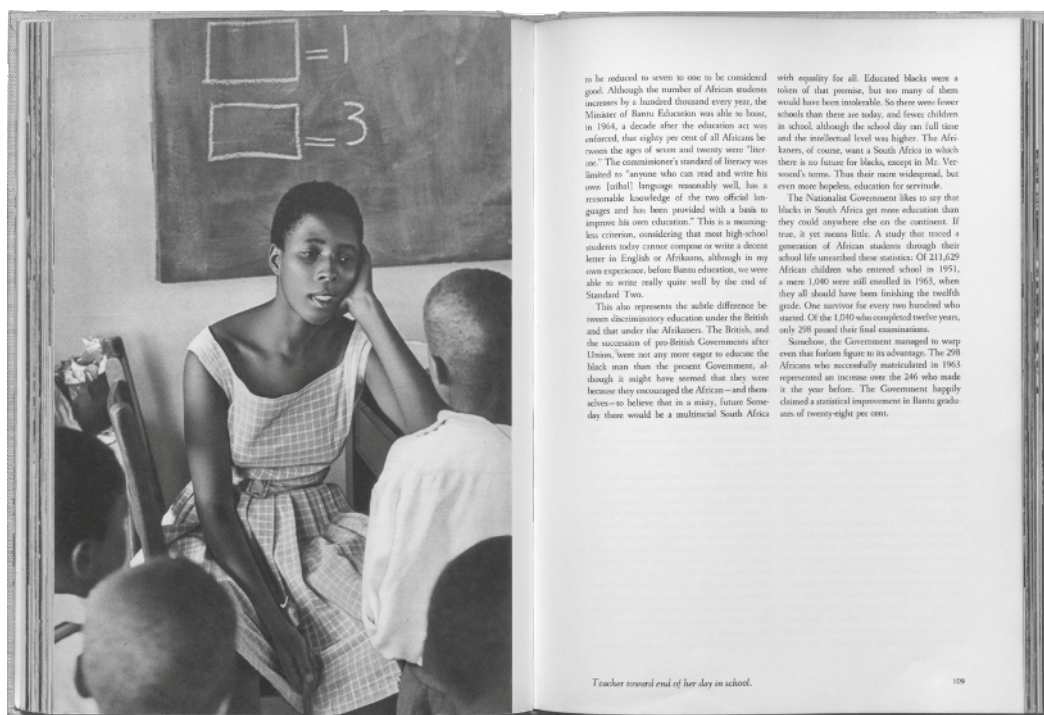 = 1
= 3
to be reduced to seven to one to be considered
good. Although the number of African students
increases by a hundred thousand every year, the
Minister of Bantu Education was able to boast,
in 1964, a decade after the education act was
enforced, that eighty per cent of all Africans be-
tween the ages of seven and twenty were "liter-
ate." The commissioner's standard of literacy was
limited to "anyone who can read and write his
own [tribal] language reasonably well, has a
reasonable knowledge of the two official lan-
guages and has been provided with a basis to
improve his own education." This is a meaning-
less criterion, considering that most high-school
students today cannot compose or write a decent
letter in English or Afrikaans, although in my
own experience, before Bantu education, we were
able to write really quite well by the end of
Standard Two.
This also represents the subtle difference be-
tween discriminatory education under the British
and that under the Afrikaners. The British, and
the succession of pro-British Governments after
Union, were not any more eager to educate the
black man than the present Government, al-
though it might have seemed that they were
because they encouraged the African—and them-
selves—to believe that in a misty, future Some-
day there would be a multiracial South Africa
with equality for all. Educated blacks were a
token of that promise, but too many of them
would have been intolerable. So there were fewer
schools than there are today, and fewer children
in school, although the school day ran full time
and the intellectual level was higher. The Afri-
kaners, of course, want a South Africa in which
there is no future for blacks, except in Mr. Ver-
woerd's terms. Thus their more widespread, but
even more hopeless, education for servitude.
The Nationalist Government likes to say that
blacks in South Africa get more education than
they could anywhere else on the continent. If
true, it yet means little. A study that traced a
generation of African students through their
school life unearthed these statistics: Of 211,629
African children who entered school in 1951,
a mere 1,040 were still enrolled in 1963, when
they all should have been finishing the twelfth
grade. One survivor for every two hundred who
started. Of the 1,040 who completed twelve years,
only 298 passed their final examinations.
Somehow, the Government managed to warp
even that forlorn figure to its advantage. The 298
Africans who successfully matriculated in 1963
represented an increase over the 246 who made
it the year before. The Government happily
claimed a statistical improvement in Bantu gradu
ates of twenty-eight per cent.
Teacher toward end of her day in school.
109